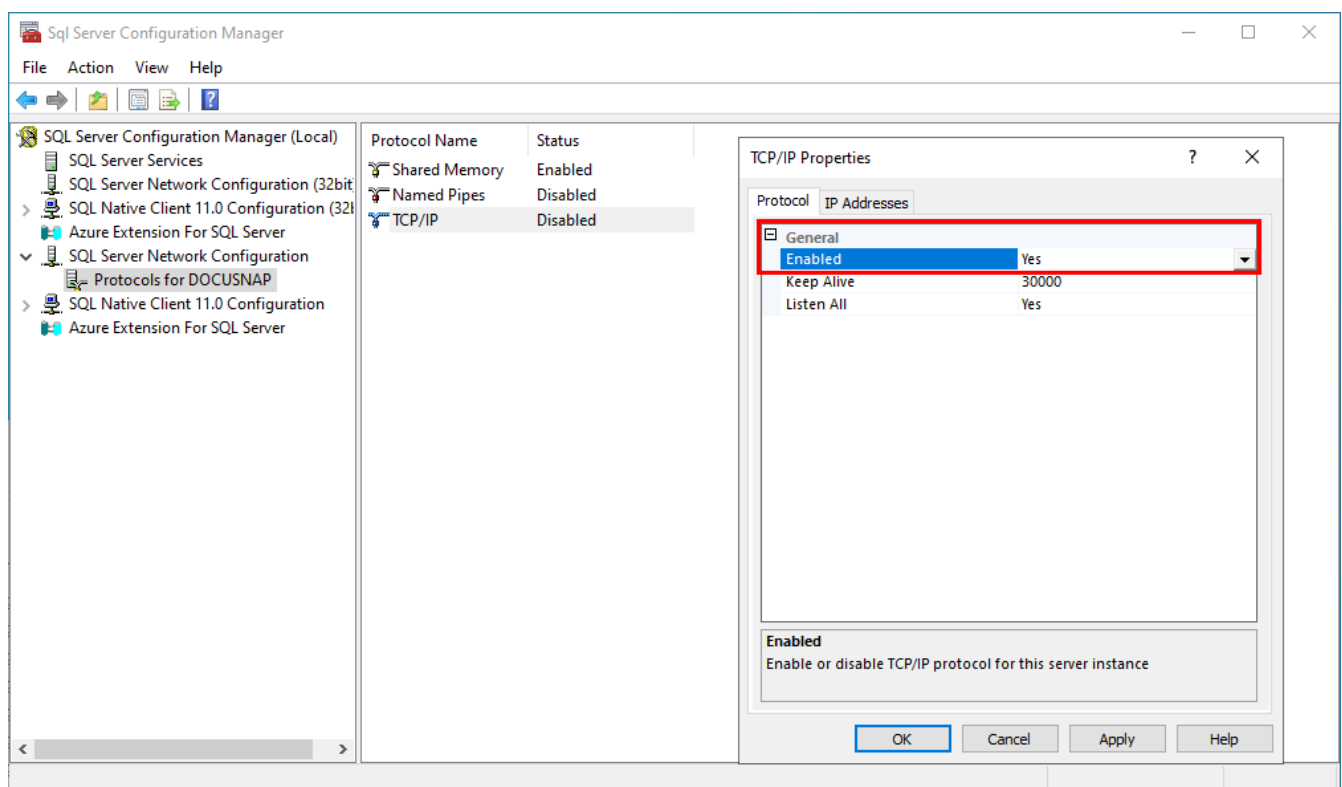 Sql Server Configuration Manager
File Action View Help
SQL Server Configuration Manager (Local)
SQL Server Services
SQL Server Network Configuration (32bit
SQL Native Client 11.0 Configuration (32b
Azure Extension For SQL Server
SQL Server Network Configuration
Protocols for DOCUSNAP
SQL Native Client 11.0 Configuration
Azure Extension For SQL Server
Protocol Name Status
Shared Memory Enabled
Named Pipes Disabled
TCP/IP Disabled
TCP/IP Properties
Protocol IP Addresses
General
Enabled Yes
Keep Alive 30000
Listen All Yes
Enabled
Enable or disable TCP/IP protocol for this server instance
OK Cancel Apply Help